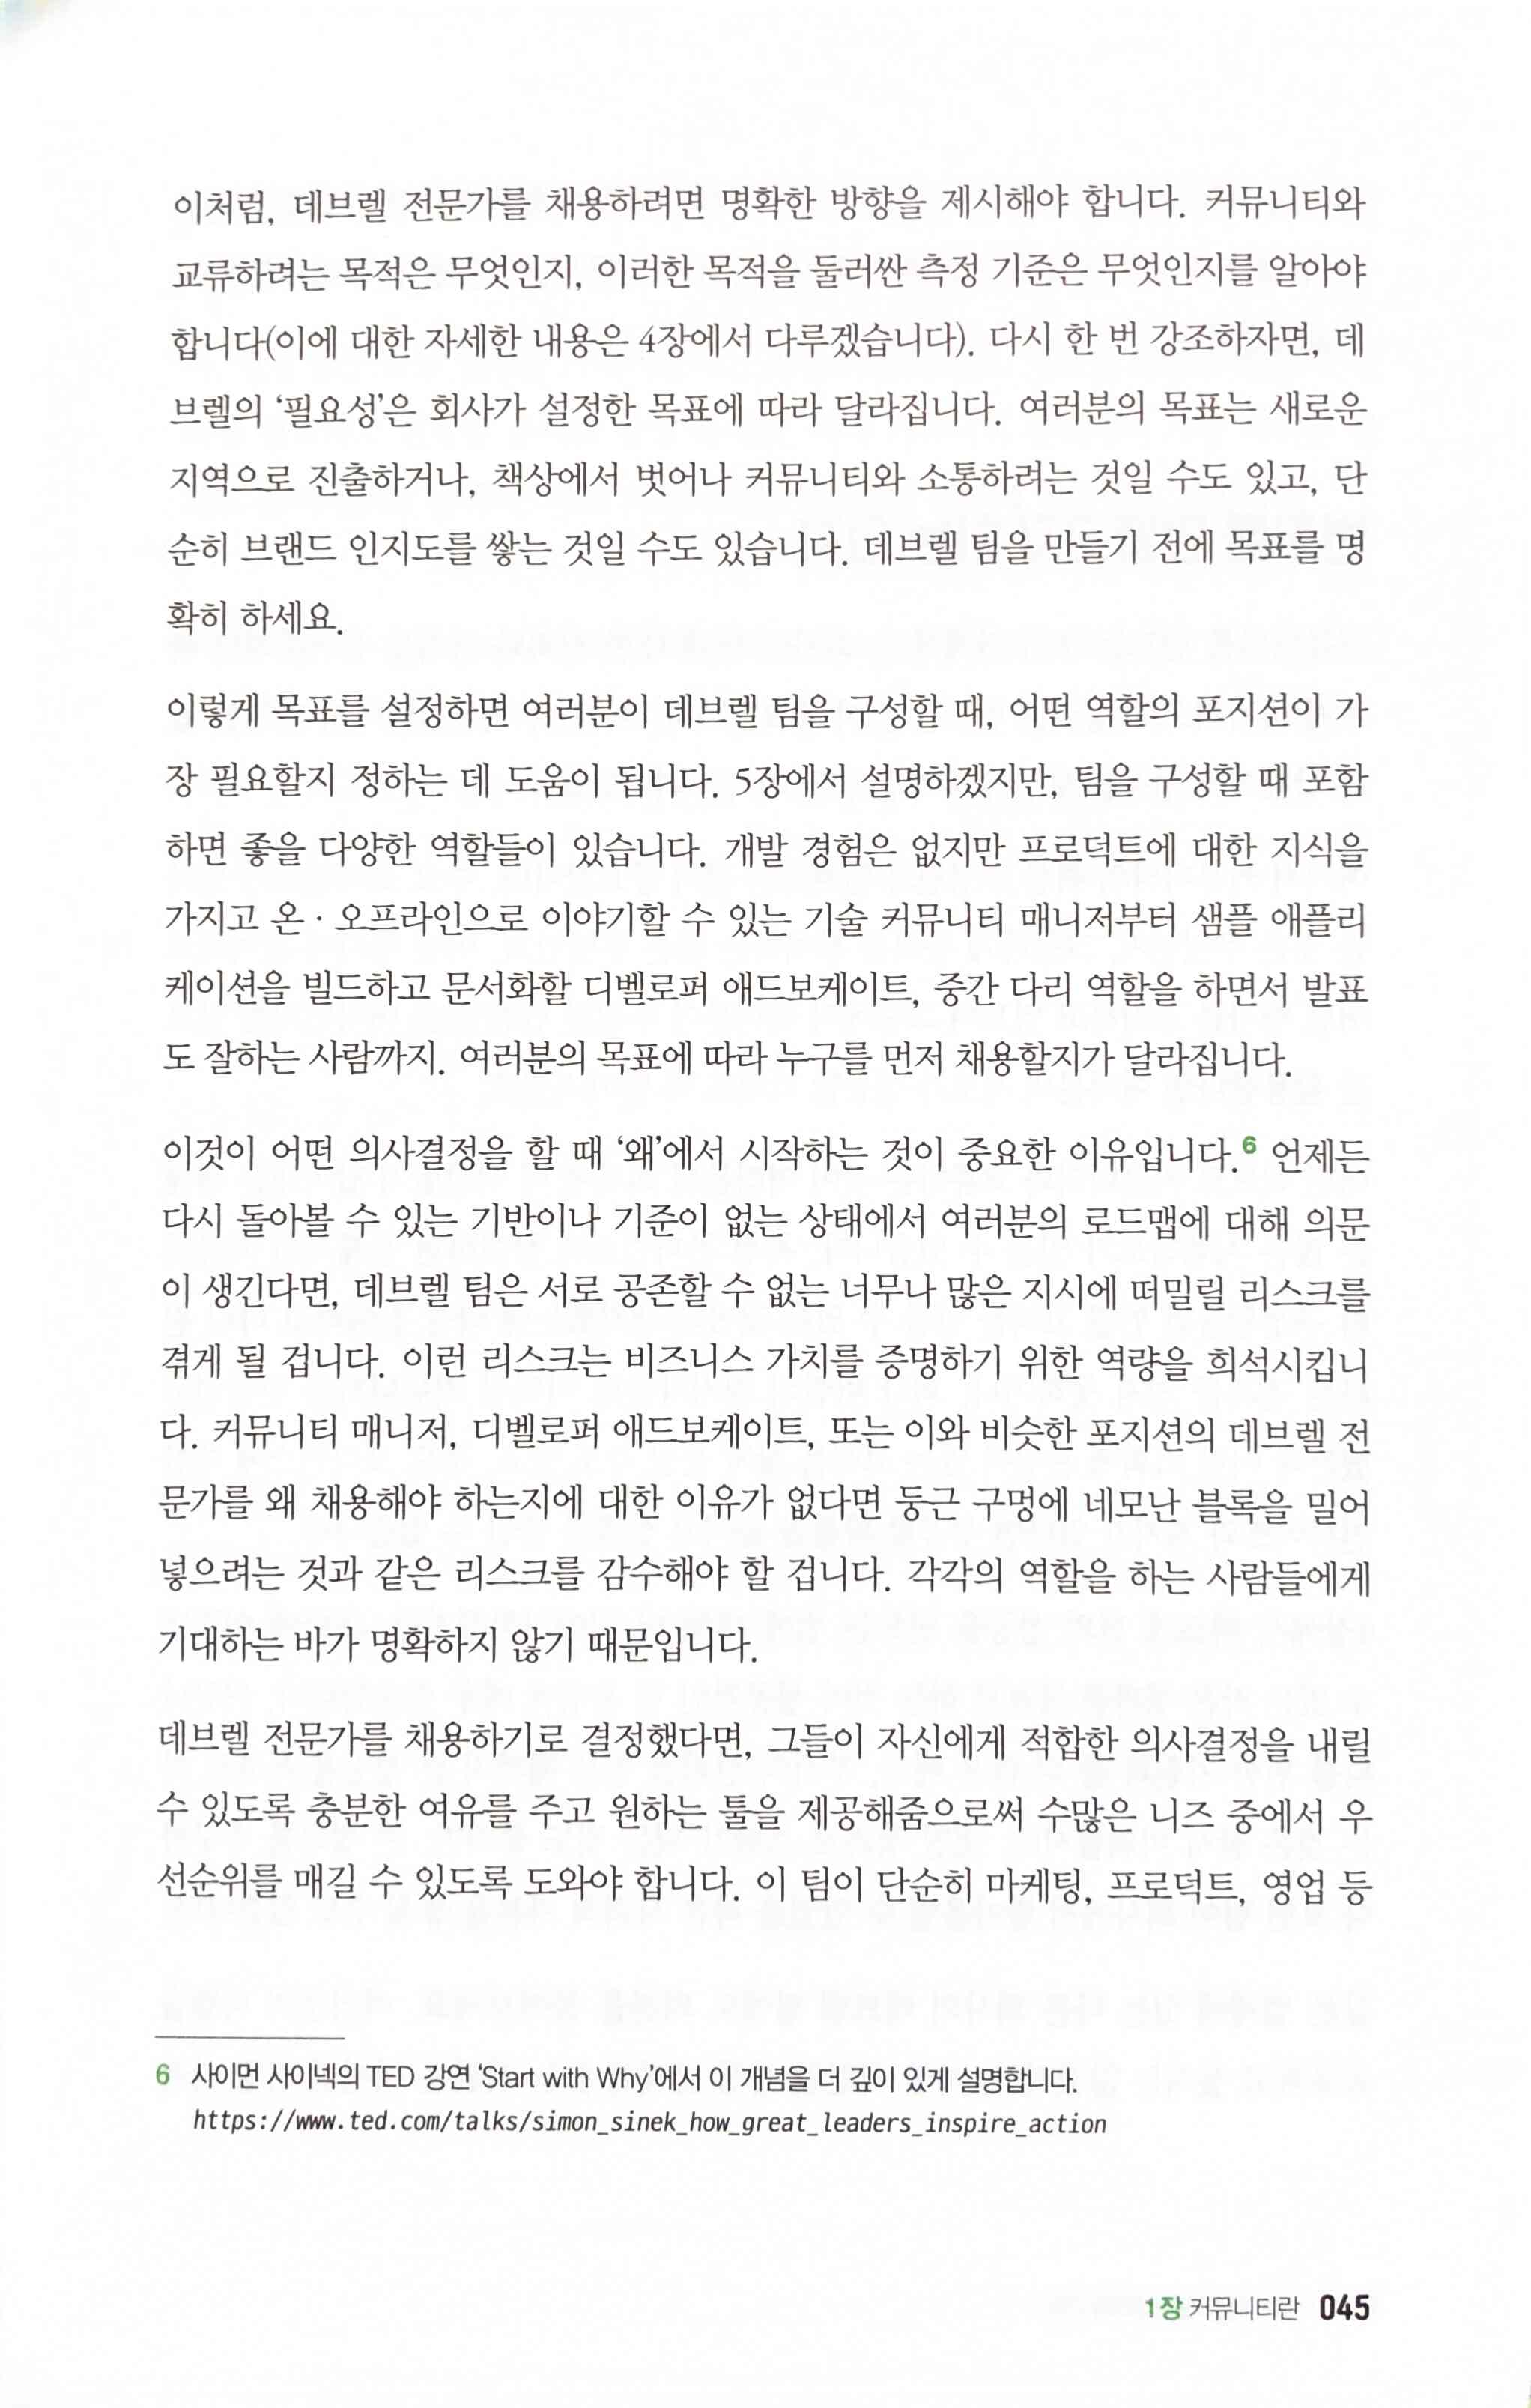 이처럼, 데브렐 전문가를 채용하려면 명확한 방향을 제시해야 합니다. 커뮤니티와
교류하려는 목적은 무엇인지, 이러한 목적을 둘러싼 측정 기준은 무엇인지를 알아야
합니다(이에 대한 자세한 내용은 4장에서 다루겠습니다). 다시 한 번 강조하자면, 데
브렐의 ‘필요성’은 회사가 설정한 목표에 따라 달라집니다. 여러분의 목표는 새로운
지역으로 진출하거나, 책상에서 벗어나 커뮤니티와 소통하려는 것일 수도 있고, 단
순히 브랜드 인지도를 쌓는 것일 수도 있습니다. 데브렐 팀을 만들기 전에 목표를 명
확히 하세요.
이렇게 목표를 설정하면 여러분이 데브렐 팀을 구성할 때, 어떤 역할의 포지션이 가
장 필요할지 정하는 데 도움이 됩니다. 5장에서 설명하겠지만, 팀을 구성할 때 포함
하면 좋을 다양한 역할들이 있습니다. 개발 경험은 없지만 프로덕트에 대한 지식을
가지고 온 · 오프라인으로 이야기할 수 있는 기술 커뮤니티 매니저부터 샘플 애플리
케이션을 빌드하고 문서화할 디벨로퍼 애드보케이트, 중간 다리 역할을 하면서 발표
도 잘하는 사람까지. 여러분의 목표에 따라 누구를 먼저 채용할지가 달라집니다.
이것이 어떤 의사결정을 할 때 ‘왜’에서 시작하는 것이 중요한 이유입니다.6 언제든
다시 돌아볼 수 있는 기반이나 기준이 없는 상태에서 여러분의 로드맵에 대해 의문
이 생긴다면, 데브렐 팀은 서로 공존할 수 없는 너무나 많은 지시에 떠밀릴 리스크를
겪게 될 겁니다. 이런 리스크는 비즈니스 가치를 증명하기 위한 역량을 희석시킵니
다. 커뮤니티 매니저, 디벨로퍼 애드보케이트, 또는 이와 비슷한 포지션의 데브렐 전
문가를 왜 채용해야 하는지에 대한 이유가 없다면 둥근 구멍에 네모난 블록을 밀어
넣으려는 것과 같은 리스크를 감수해야 할 겁니다. 각각의 역할을 하는 사람들에게
기대하는 바가 명확하지 않기 때문입니다.
데브렐 전문가를 채용하기로 결정했다면, 그들이 자신에게 적합한 의사결정을 내릴
수 있도록 충분한 여유를 주고 원하는 툴을 제공해줌으로써 수많은 니즈 중에서 우
선순위를 매길 수 있도록 도와야 합니다. 이 팀이 단순히 마케팅, 프로덕트, 영업 등
6 사이먼 사이넥의 TED 강연 ‘Start with Why’에서 이 개념을 더 깊이 있게 설명합니다.
https://www.ted.com/talks/simon_sinek_how_great_leaders_inspire_action
1장 커뮤니티란 045